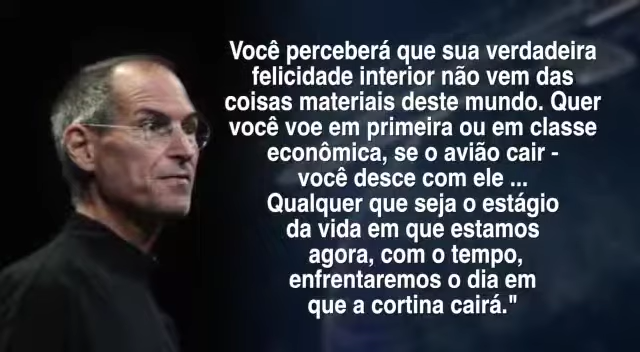 Você perceberá que sua verdadeira
felicidade interior não vem das
coisas materiais deste mundo. Quer
você voe em primeira ou em classe
econômica, se o avião cair -
você desce com ele ...
Qualquer que seja o estágio
da vida em que estamos
agora, com o tempo,
enfrentaremos o dia em
que a cortina cairá."